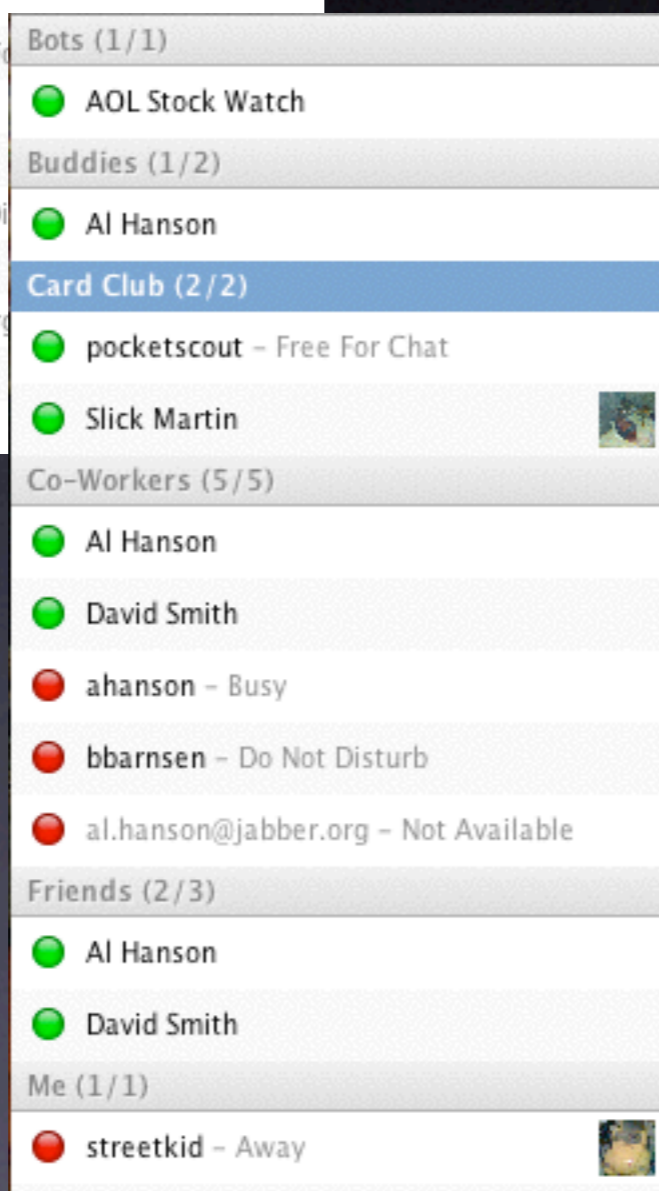 Bots (1/1)
AOL Stock Watch
Buddies (1/2)
Al Hanson
Card Club (2/2)
pocketscout – Free For Chat
Slick Martin
Co-Workers (5/5)
Al Hanson
David Smith
ahanson – Busy
bbarnsen – Do Not Disturb
al.hanson@jabber.org – Not Available
Friends (2/3)
Al Hanson
David Smith
Me (1/1)
streetkid – Away